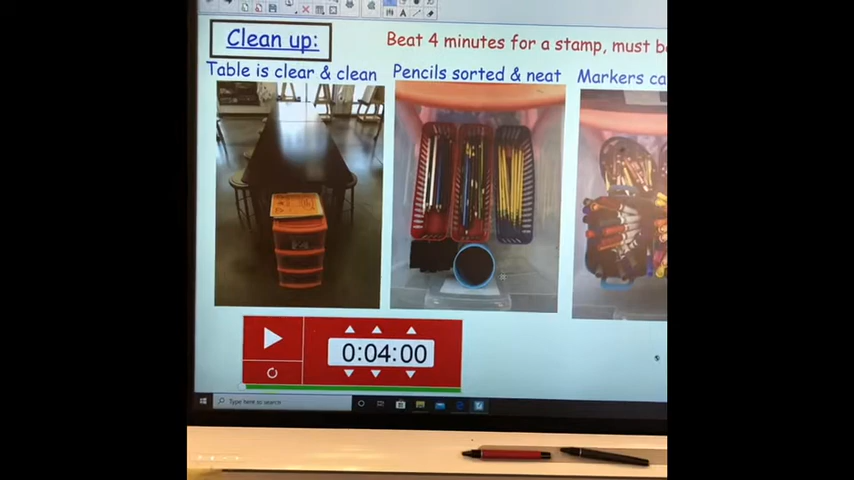 Clean up:
Beat 4 minutes for a stamp, must b
Table is clear & clean
Pencils sorted & neat
Markers ca
0:04:00
Type here to search